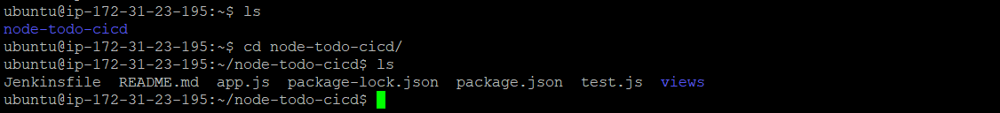 ubuntu@ip-172-31-23-195:~$ ls
node-todo-cicd
ubuntu@ip-172-31-23-195:~$ cd node-todo-cicd/
ubuntu@ip-172-31-23-195:~/node-todo-cicd$ ls
Jenkinsfile  README.md  app.js  package-lock.json  package.json  test.js  views
ubuntu@ip-172-31-23-195:~/node-todo-cicd$